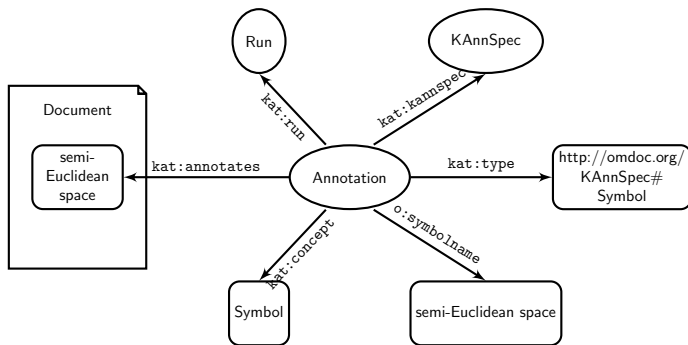 Run
KAnnSpec
kat:run
kat:kannspec
Document
semi-
Euclidean
space
kat:annotates
Annotation
kat:type
http://omdoc.org/
KAnnSpec#
Symbol
kat:concept
o:symbolname
Symbol
semi-Euclidean space